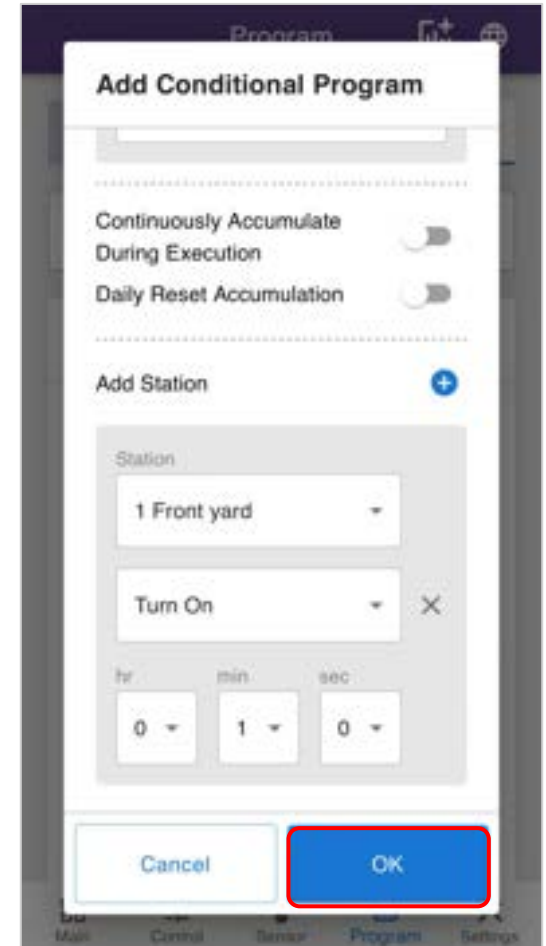 Program
Add Conditional Program
Continuously Accumulate
During Execution
Daily Reset Accumulation
Add Station
Station
1 Front yard
Turn On
hr min sec
0 1 0
Cancel OK
Main Control Sensor Program Settings